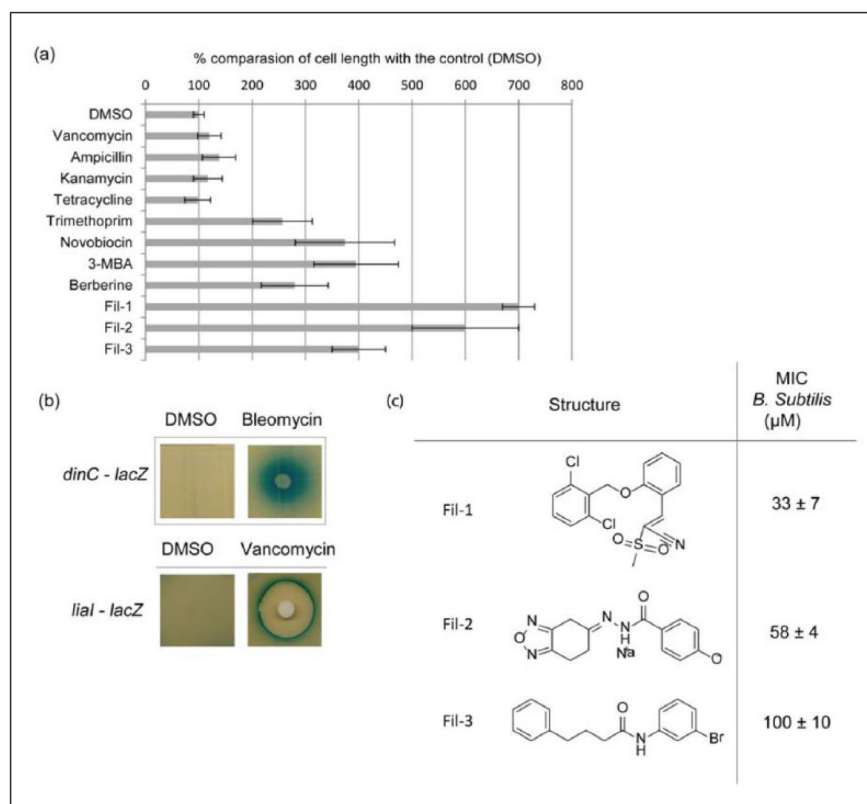 (a)
% comparasion of cell length with the control (DMSO)
0 100 200 300 400 500 600 700 800
DMSO
Vancomycin
Ampicillin
Kanamycin
Tetracycline
Trimethoprim
Novobiocin
3-MBA
Berberine
Fil-1
Fil-2
Fil-3
(b)
DMSO Bleomycin
dinC - lacZ
DMSO Vancomycin
liaI - lacZ
(c)
Structure
MIC
B. Subtilis
(µM)
Fil-1
Cl
O
Cl
O S O N
33 ± 7
Fil-2
N O N
N N H
O
Na
O
58 ± 4
Fil-3
O
N H
Br
100 ± 10